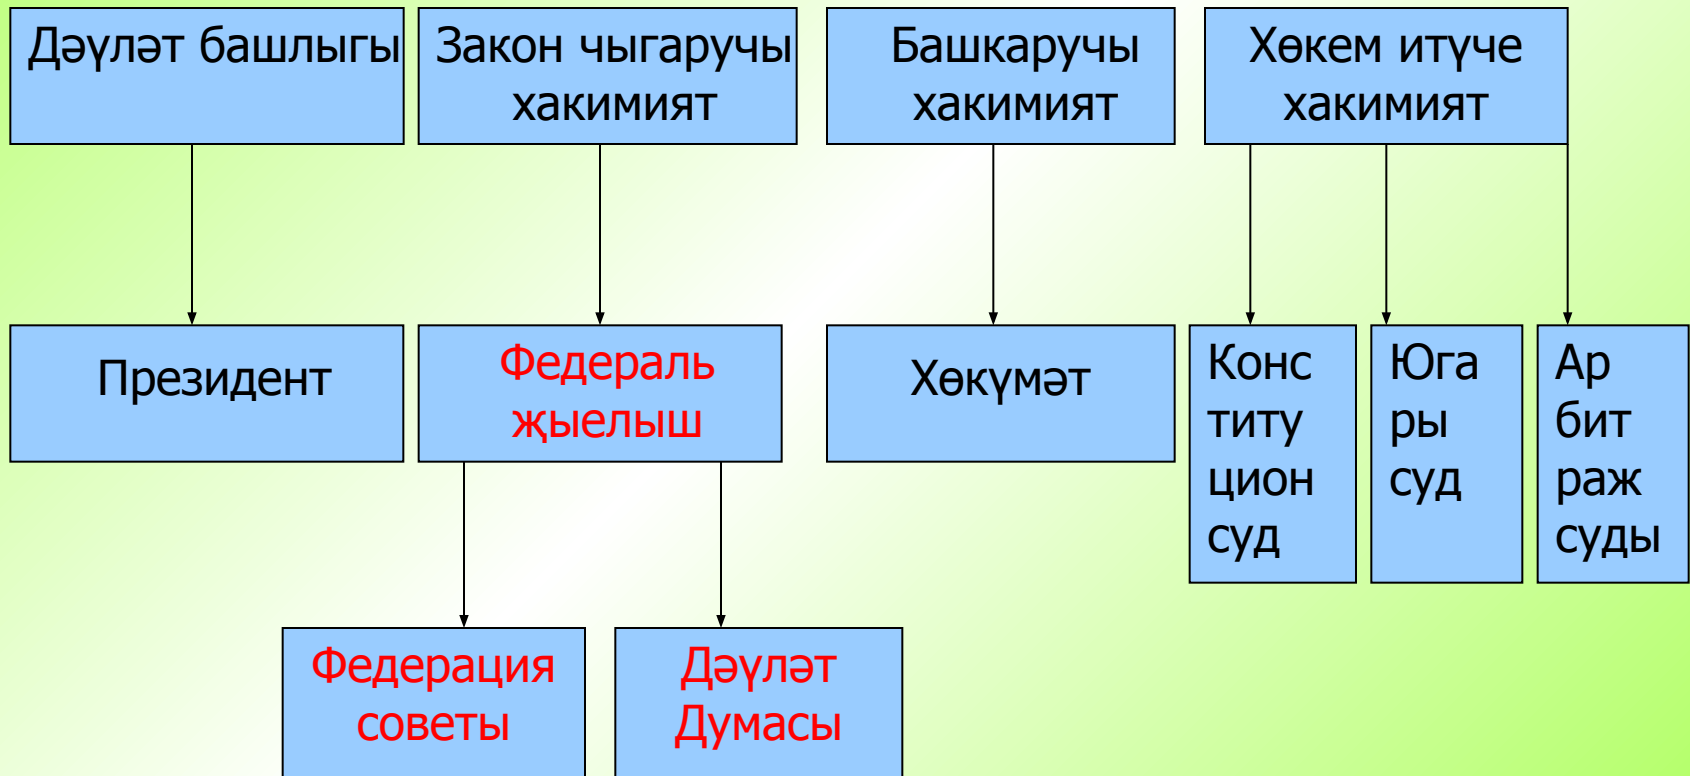 Дәүләт башлыгы
Закон чыгаручы
хакимият
Башкаручы
хакимият
Хөкем итүче
хакимият
Президент
Федераль
җыелыш
Хөкүмәт
Конс
титу
цион
суд
Юга
ры
суд
Ар
бит
раж
суды
Федерация
советы
Дәүләт
Думасы